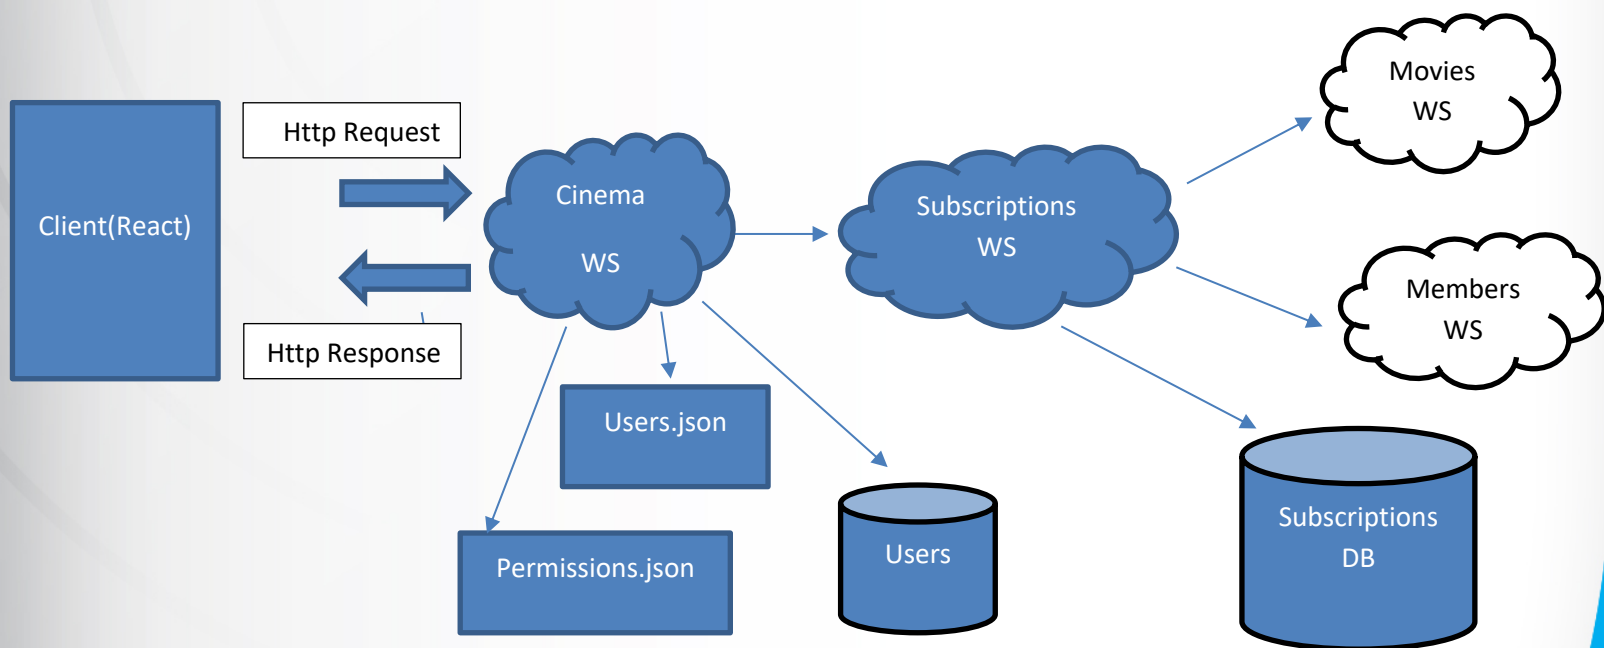 Client(React)
Http Request
Http Response
Cinema
WS
Users.json
Permissions.json
Users
Subscriptions
WS
Movies
WS
Members
WS
Subscriptions
DB